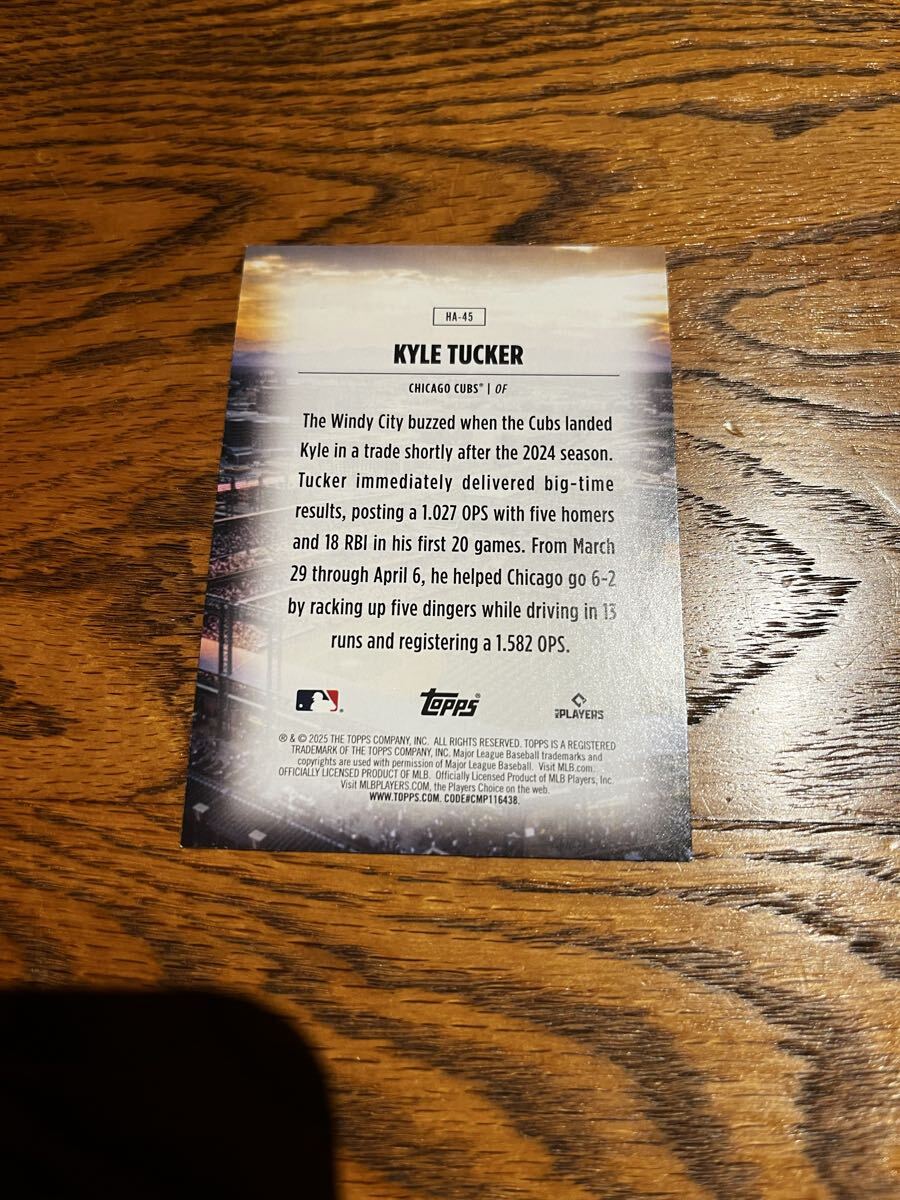 HA-45
KYLE TUCKER
CHICAGO CUBS® | OF
The Windy City buzzed when the Cubs landed
Kyle in a trade shortly after the 2024 season.
Tucker immediately delivered big-time
results, posting a 1.027 OPS with five homers
and 18 RBI in his first 20 games. From March
29 through April 6, he helped Chicago go 6-2
by racking up five dingers while driving in 13
runs and registering a 1.582 OPS.
topps® PLAYERS
® & © 2025 THE TOPPS COMPANY, INC. ALL RIGHTS RESERVED. TOPPS IS A REGISTERED
TRADEMARK OF THE TOPPS COMPANY, INC. Major League Baseball trademarks and
copyrights are used with permission of Major League Baseball. Visit MLB.com.
OFFICIALLY LICENSED PRODUCT OF MLB. Officially Licensed Product of MLB Players, Inc.
Visit MLBPLAYERS.COM, the Players Choice on the web.
WWW.TOPPS.COM. CODE#CMP116438.